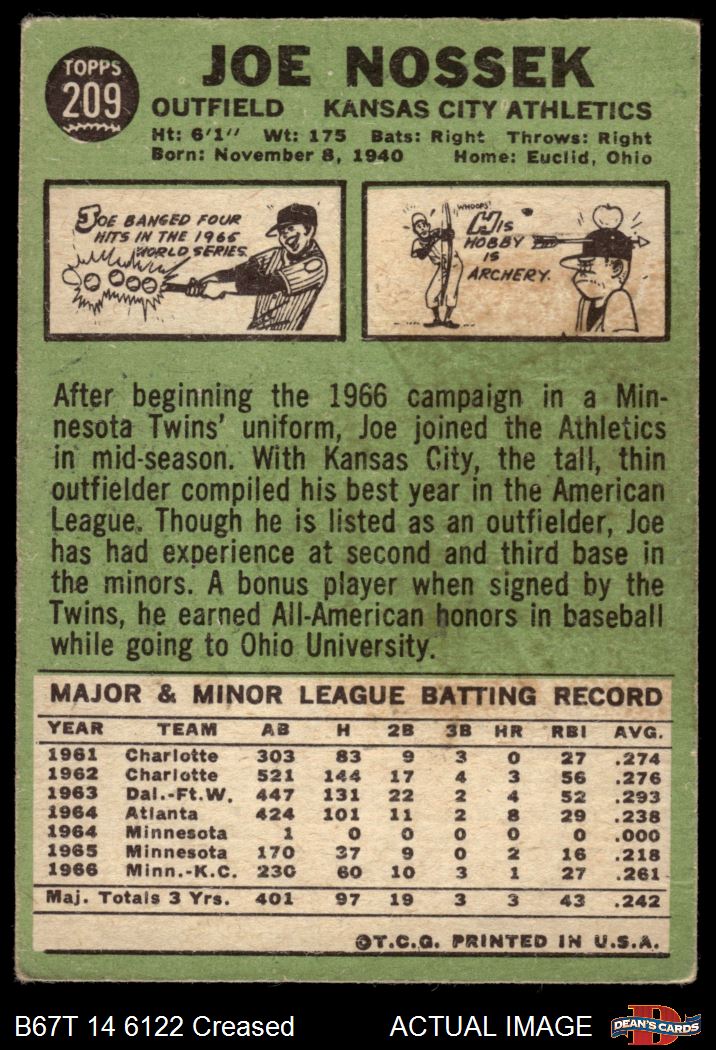 TOPPS
209
JOE NOSSEK
OUTFIELD KANSAS CITY ATHLETICS
Ht: 6'1" Wt: 175 Bats: Right Throws: Right
Born: November 8, 1940 Home: Euclid, Ohio
JOE BANGED FOUR
HITS IN THE 1965
WORLD SERIES.
WHOOPS!
HIS
HOBBY
IS
ARCHERY.
After beginning the 1966 campaign in a Min-
nesota Twins' uniform, Joe joined the Athletics
in mid-season. With Kansas City, the tall, thin
outfielder compiled his best year in the American
League. Though he is listed as an outfielder, Joe
has had experience at second and third base in
the minors. A bonus player when signed by the
Twins, he earned All-American honors in baseball
while going to Ohio University.
MAJOR & MINOR LEAGUE BATTING RECORD
YEAR TEAM AB H 2B 3B HR RBI AVG.
1961 Charlotte 303 83 9 3 0 27 .274
1962 Charlotte 521 144 17 4 3 56 .276
1963 Dal.-Ft.W. 447 131 22 2 4 52 .293
1964 Atlanta 424 101 11 2 8 29 .238
1964 Minnesota 1 0 0 0 0 0 .000
1965 Minnesota 170 37 9 0 2 16 .218
1966 Minn.-K.C. 230 60 10 3 1 27 .261
Maj. Totals 3 Yrs. 401 97 19 3 3 43 .242
©T.C.G. PRINTED IN U.S.A.
B67T 14 6122 Creased ACTUAL IMAGE
D
DEAN'S CARDS